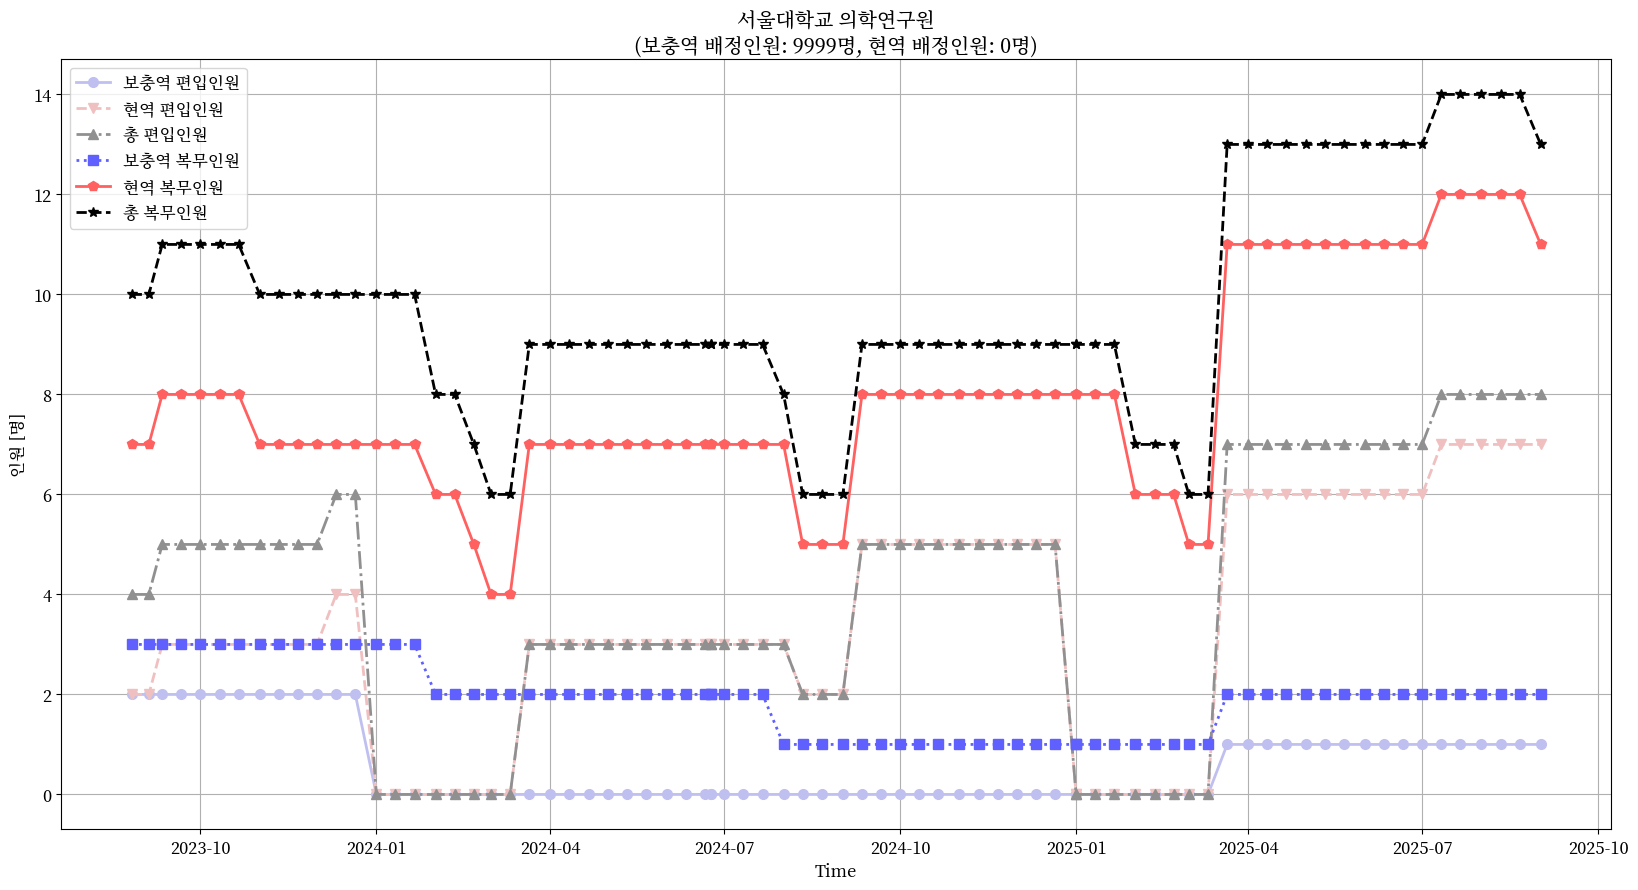 서울대학교 의학연구원
(보충역 배정인원: 9999명, 현역 배정인원: 0명)
보충역 편입인원
현역 편입인원
총 편입인원
보충역 복무인원
현역 복무인원
총 복무인원
14
12
10
8
6
4
2
0
인원 [명]
2023-10 2024-01 2024-04 2024-07 2024-10 2025-01 2025-04 2025-07 2025-10
Time